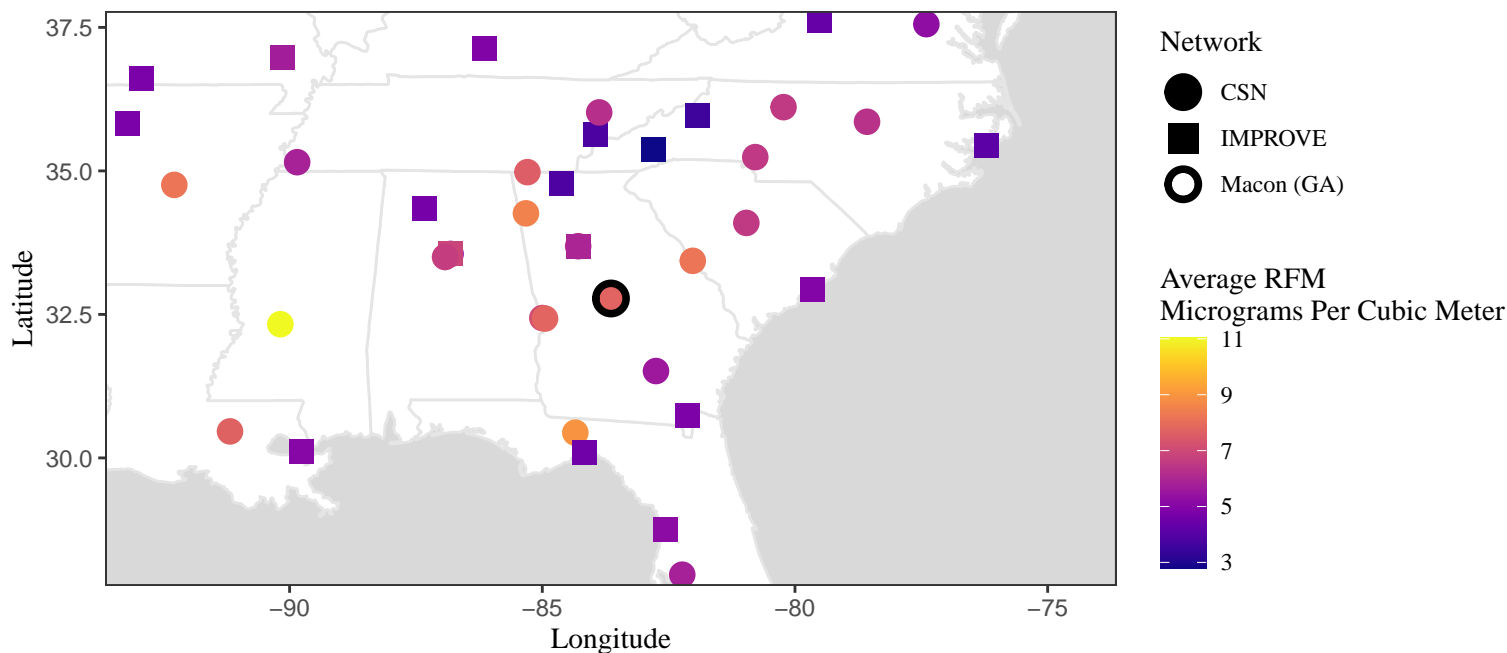 37.5
35.0
32.5
30.0
Latitude
−90
−85
−80
−75
Longitude
Network
CSN
IMPROVE
Macon (GA)
Average RFM
Micrograms Per Cubic Meter
11
9
7
5
3